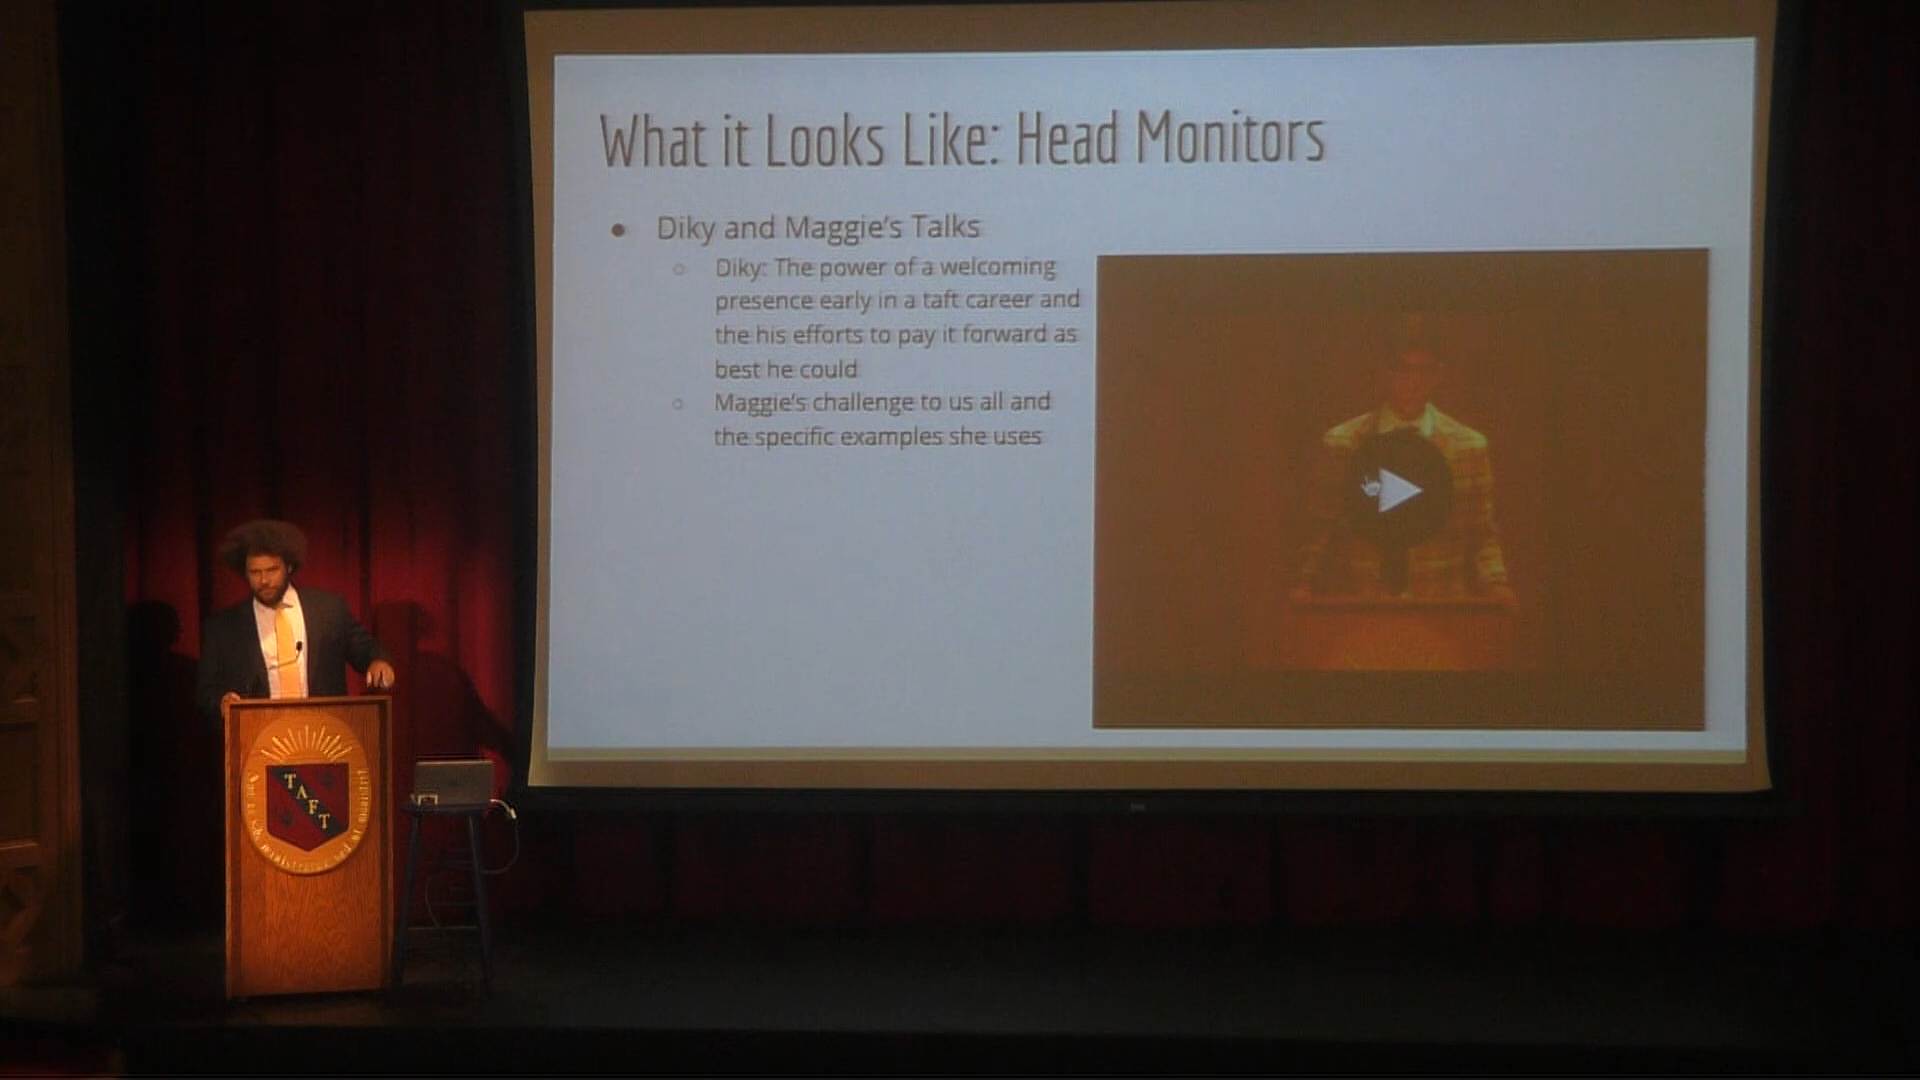 What it Looks Like: Head Monitors
Diky and Maggie's Talks
Diky: The power of a welcoming
presence early in a taft career and
the his efforts to pay it forward as
best he could
Maggie's challenge to us all and
the specific examples she uses
TAFT